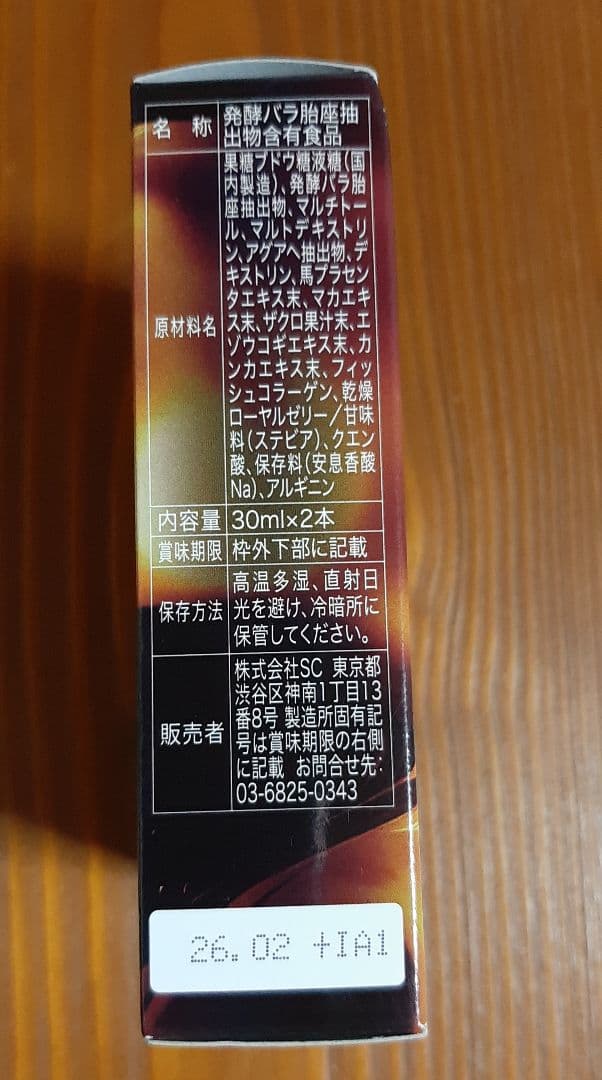 名 称
発酵バラ胎座抽
出物含有食品
原材料名
果糖ブドウ糖液糖(国
内製造)、発酵バラ胎
座抽出物、マルチトー
ル、マルトデキストリ
ン、アグアヘ抽出物、デ
キストリン、馬プラセン
タエキス末、マカエキ
ス末、ザクロ果汁末、エ
ゾウコギエキス末、カ
ンカエキス末、フィッ
シュコラーゲン、乾燥
ローヤルゼリー/甘味
料(ステビア)、クエン
酸、保存料(安息香酸
Na)、アルギニン
内容量
30ml×2本
賞味期限
枠外下部に記載
保存方法
高温多湿、直射日
光を避け、冷暗所に
保管してください。
販売者
株式会社SC 東京都
渋谷区神南1丁目13
番8号 製造所固有記
号は賞味期限の右側
に記載 お問合せ先:
03-6825-0343
26.02 +IA1